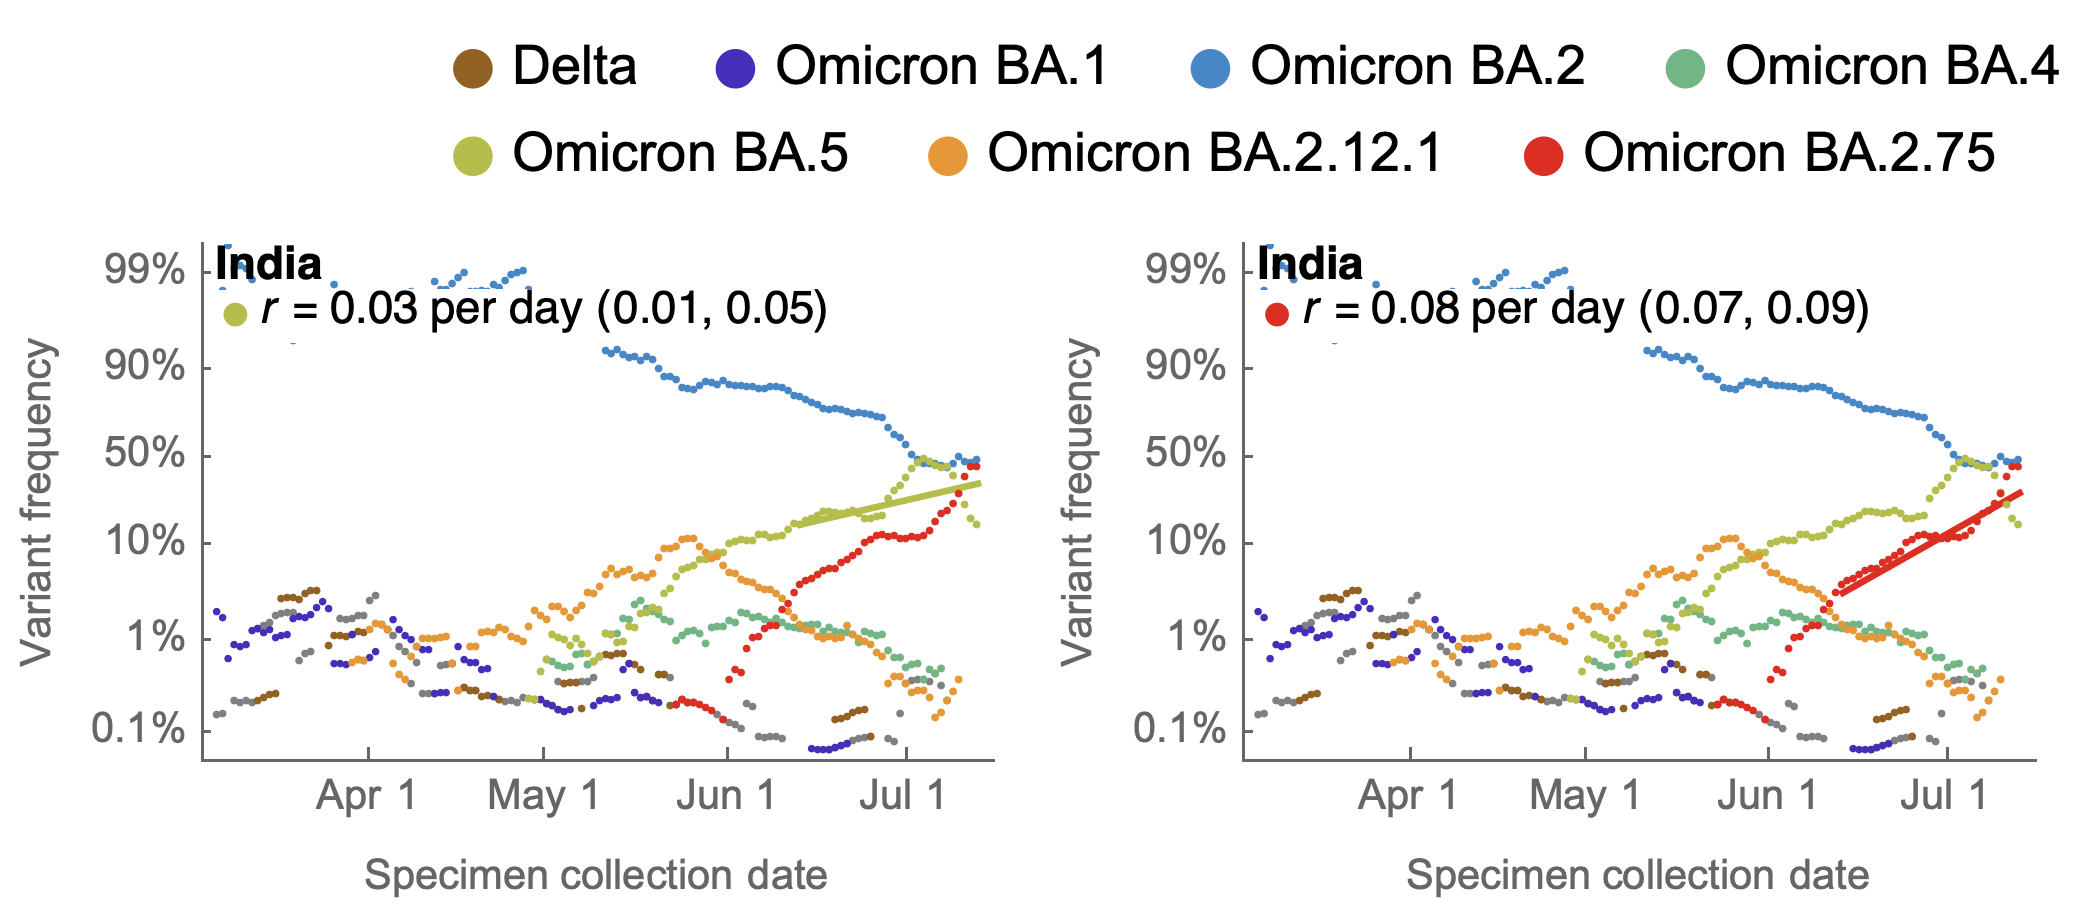 Delta Omicron BA.1 Omicron BA.2 Omicron BA.4
Omicron BA.5 Omicron BA.2.12.1 Omicron BA.2.75
India
r = 0.03 per day (0.01, 0.05)
Variant frequency
99%
90%
50%
10%
1%
0.1%
Apr 1 May 1 Jun 1 Jul 1
Specimen collection date
India
r = 0.08 per day (0.07, 0.09)
Variant frequency
99%
90%
50%
10%
1%
0.1%
Apr 1 May 1 Jun 1 Jul 1
Specimen collection date